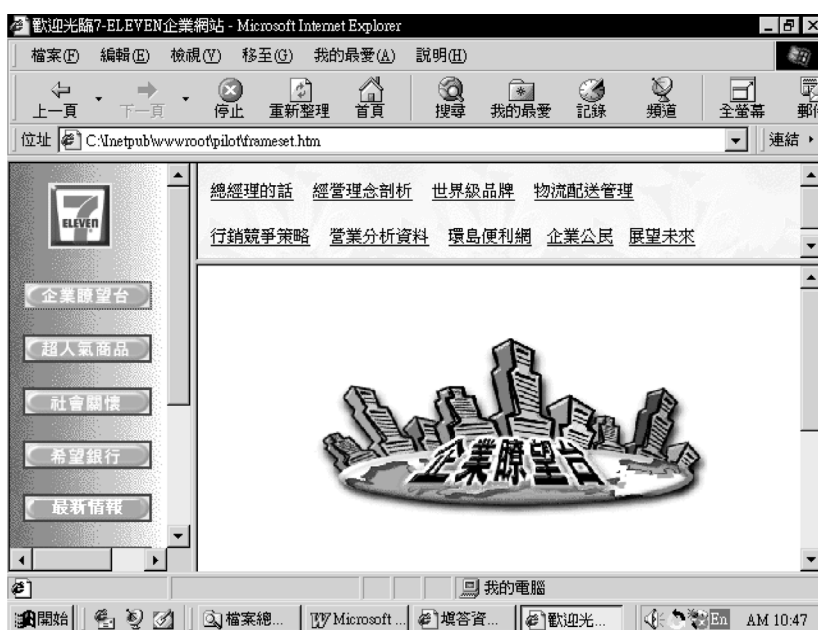 歡迎光臨7-ELEVEN企業網站 - Microsoft Internet Explorer
檔案(F) 編輯(E) 檢視(V) 移至(G) 我的最愛(A) 說明(H)
上一頁 下一頁 停止 重新整理 首頁 搜尋 我的最愛 記錄 頻道 全螢幕 郵件
位址 C:\Inetpub\wwwroot\pilot\frameset.htm 連結
7
ELEVEN
總經理的話 經營理念剖析 世界級品牌 物流配送管理
行銷競爭策略 營業分析資料 環島便利網 企業公民 展望未來
企業瞭望台
超人氣商品
社會關懷
希望銀行
最新情報
企業瞭望台
我的電腦
開始 檔案總... Microsoft ... 填答資... 歡迎光... En AM 10:47